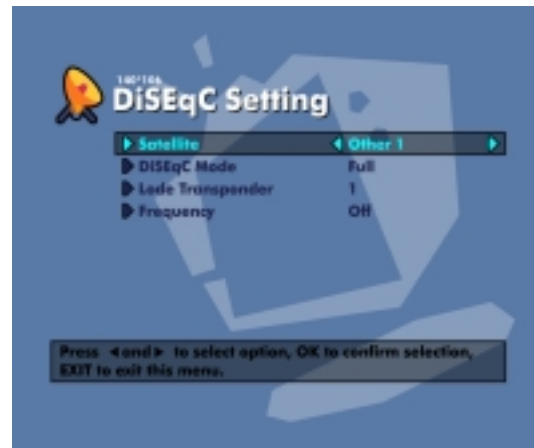 DiSEqC Setting
Satellite Other 1
DiSEqC Mode Full
Lode Transponder 1
Frequency Off
Press ◄and► to select option, OK to confirm selection,
EXIT to exit this menu.